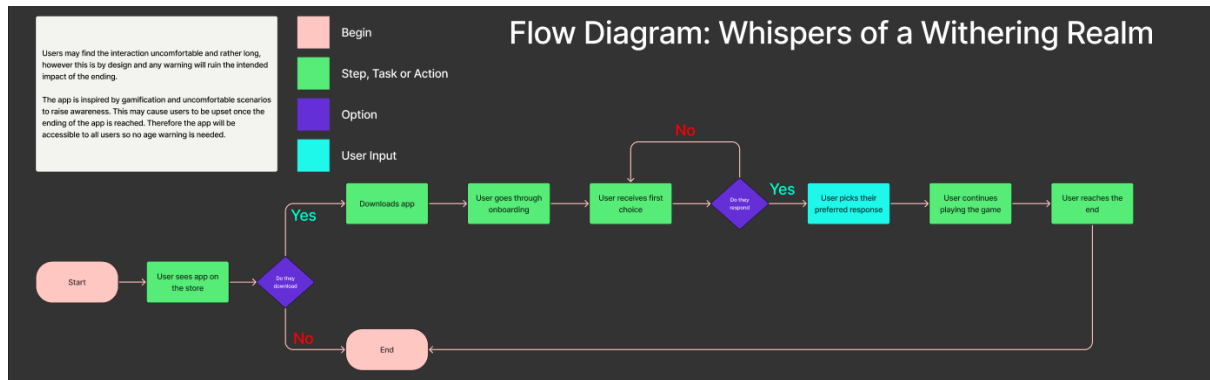 Flow Diagram: Whispers of a Withering Realm
Users may find the interaction uncomfortable and rather long,
however this is by design and any warning will ruin the intended
impact of the ending.
The app is inspired by gamification and uncomfortable scenarios
to raise awareness. This may cause users to be upset once the
ending of the app is reached. Therefore the app will be
accessible to all users so no age warning is needed.
Begin
Step, Task or Action
Option
User Input
Start
User sees app on
the store
Do they
download
Yes
No
Downloads app
User goes through
onboarding
User receives first
choice
Do they
respond
No
Yes
User picks their
preferred response
User continues
playing the game
User reaches the
end
End